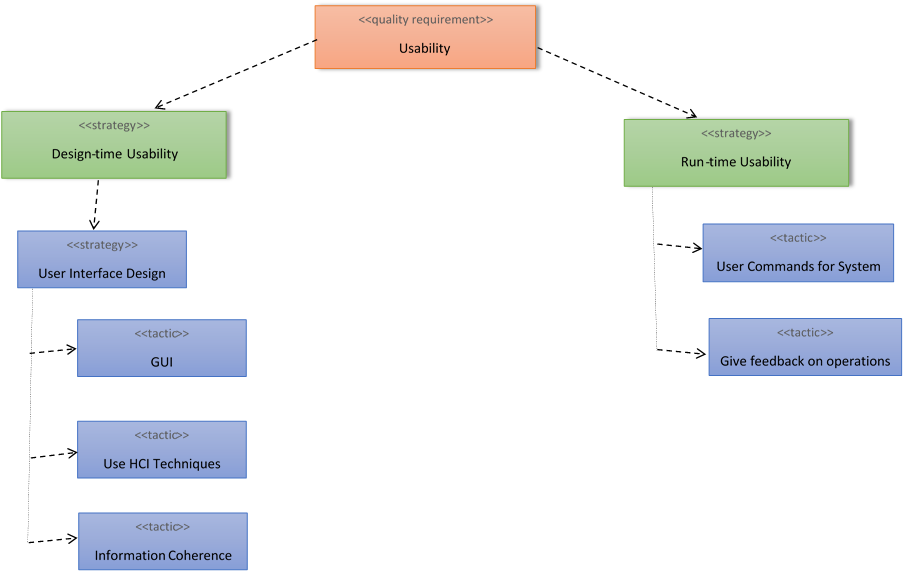 <<quality requirement>>
Usability
<<strategy>>
Design-time Usability
<<strategy>>
Run-time Usability
<<strategy>>
User Interface Design
<<tactic>>
User Commands for System
<<tactic>>
GUI
<<tactic>>
Give feedback on operations
<<tactic>>
Use HCI Techniques
<<tactic>>
Information Coherence